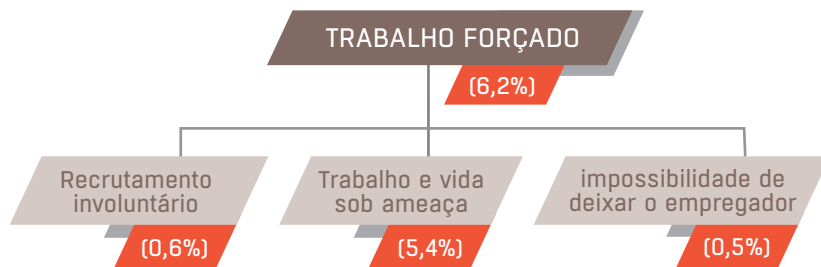 TRABALHO FORÇADO
(6,2%)
Recrutamento
involuntário
(0,6%)
Trabalho e vida
sob ameaça
(5,4%)
impossibilidade de
deixar o empregador
(0,5%)